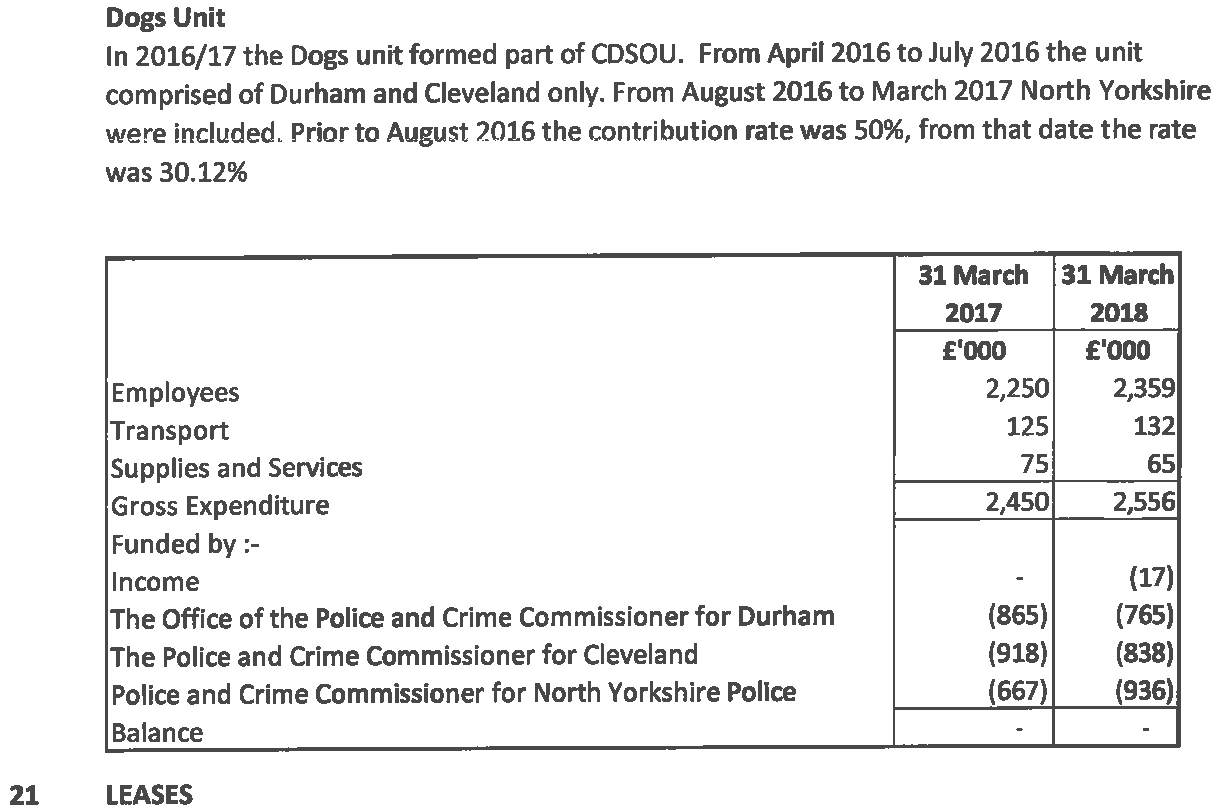 Dogs Unit
In 2016/17 the Dogs unit formed part of CDSOU. From April 2016 to July 2016 the unit
comprised of Durham and Cleveland only. From August 2016 to March 2017 North Yorkshire
were included. Prior to August 2016 the contribution rate was 50%, from that date the rate
was 30.12%
31 March 31 March
2017 2018
£'000 £'000
Employees 2,250 2,359
Transport 125 132
Supplies and Services 75 65
Gross Expenditure 2,450 2,556
Funded by :-
Income - (17)
The Office of the Police and Crime Commissioner for Durham (865) (765)
The Police and Crime Commissioner for Cleveland (918) (838)
Police and Crime Commissioner for North Yorkshire Police (667) (936)
Balance - -
21 LEASES